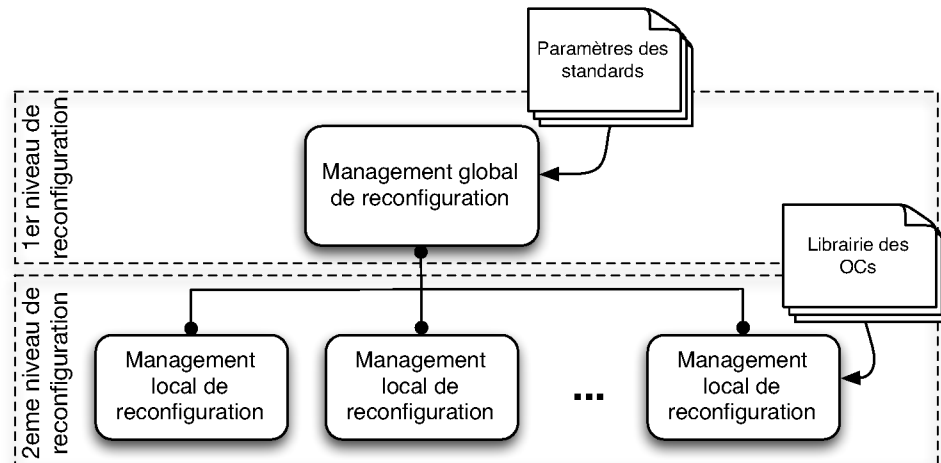 Paramètres des
standards
1er niveau de
reconfiguration
Management global
de reconfiguration
Librairie des
OCs
2eme niveau de
reconfiguration
Management
local de
reconfiguration
Management
local de
reconfiguration
...
Management
local de
reconfiguration